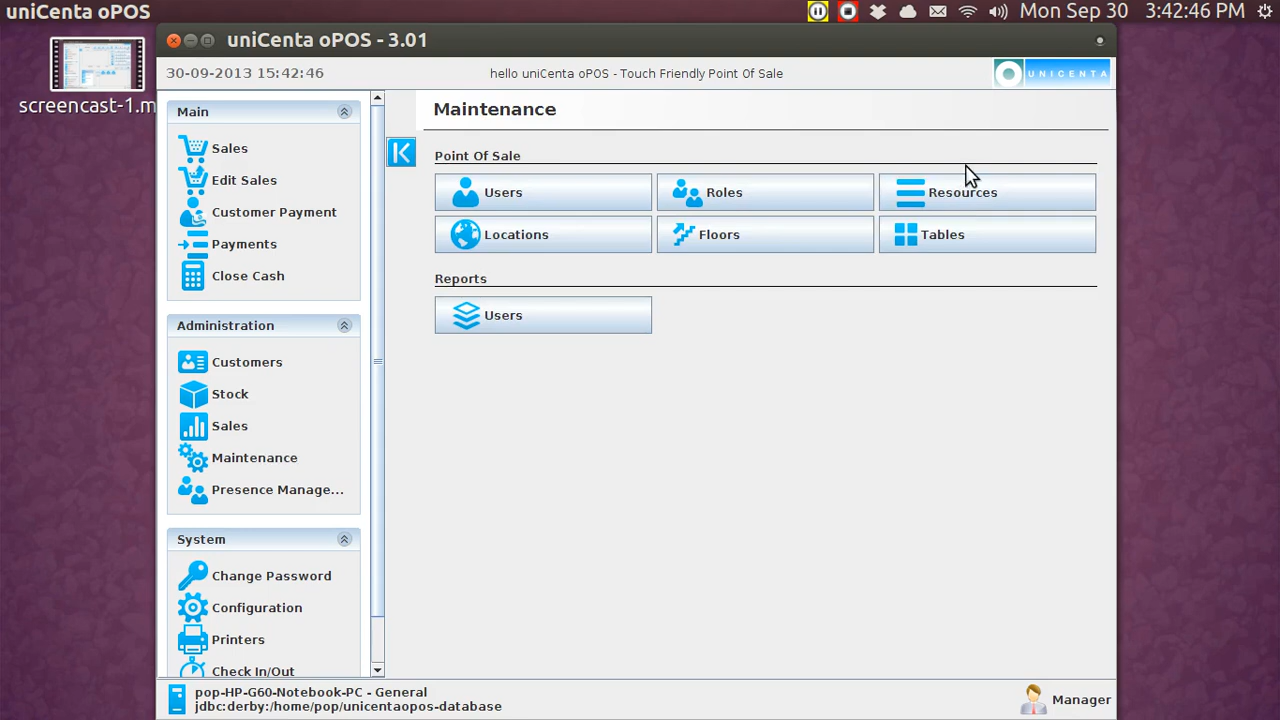 uniCenta oPOS
Mon Sep 30 3:42:46 PM
screencast-1.m
uniCenta oPOS - 3.01
30-09-2013 15:42:46
hello uniCenta oPOS - Touch Friendly Point Of Sale
UNICENTA
Main
Sales
Edit Sales
Customer Payment
Payments
Close Cash
Administration
Customers
Stock
Sales
Maintenance
Presence Manage...
System
Change Password
Configuration
Printers
Check In/Out
Maintenance
Point Of Sale
Users Roles Resources
Locations Floors Tables
Reports
Users
pop-HP-G60-Notebook-PC - General
jdbc:derby:/home/pop/unicentaopos-database
Manager